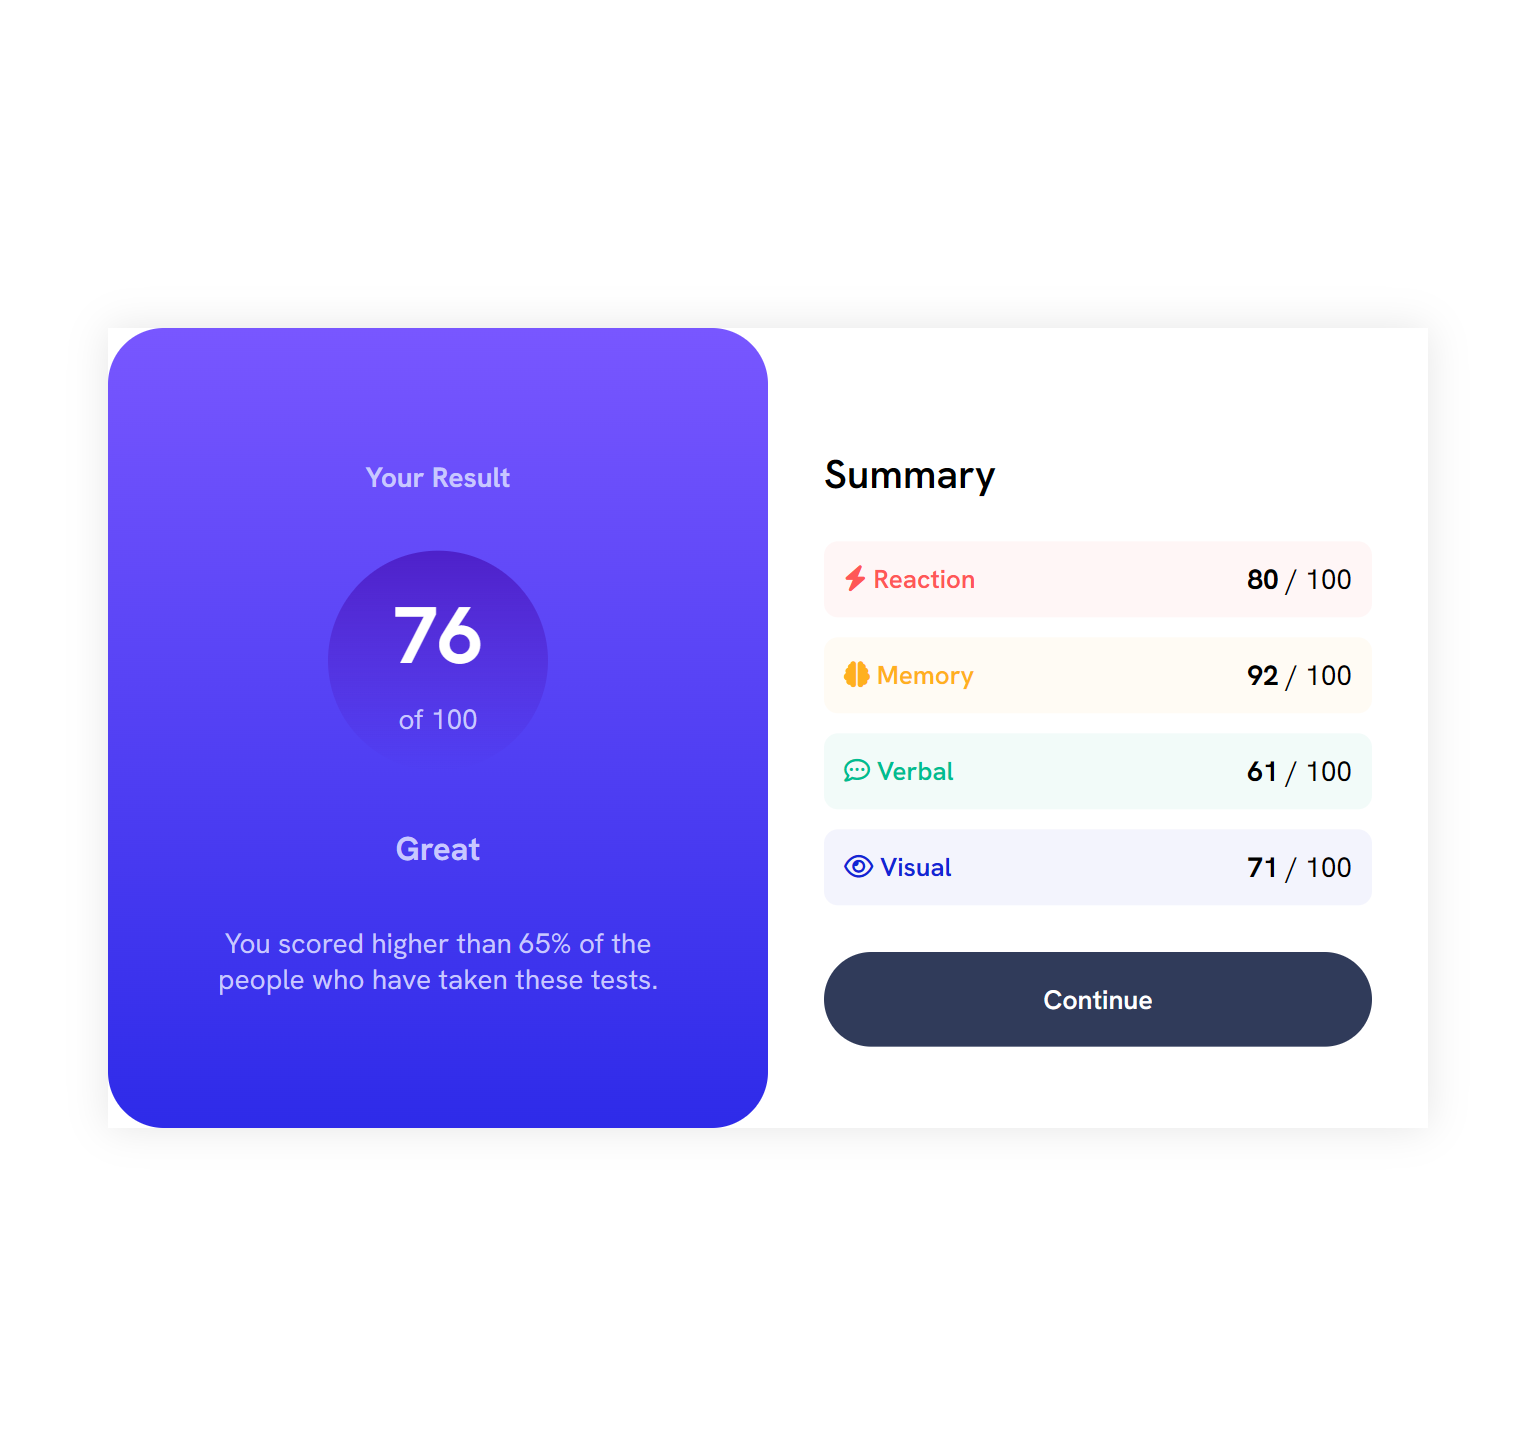 Your Result
76
of 100
Great
You scored higher than 65% of the
people who have taken these tests.
Summary
Reaction 80 / 100
Memory 92 / 100
Verbal 61 / 100
Visual 71 / 100
Continue